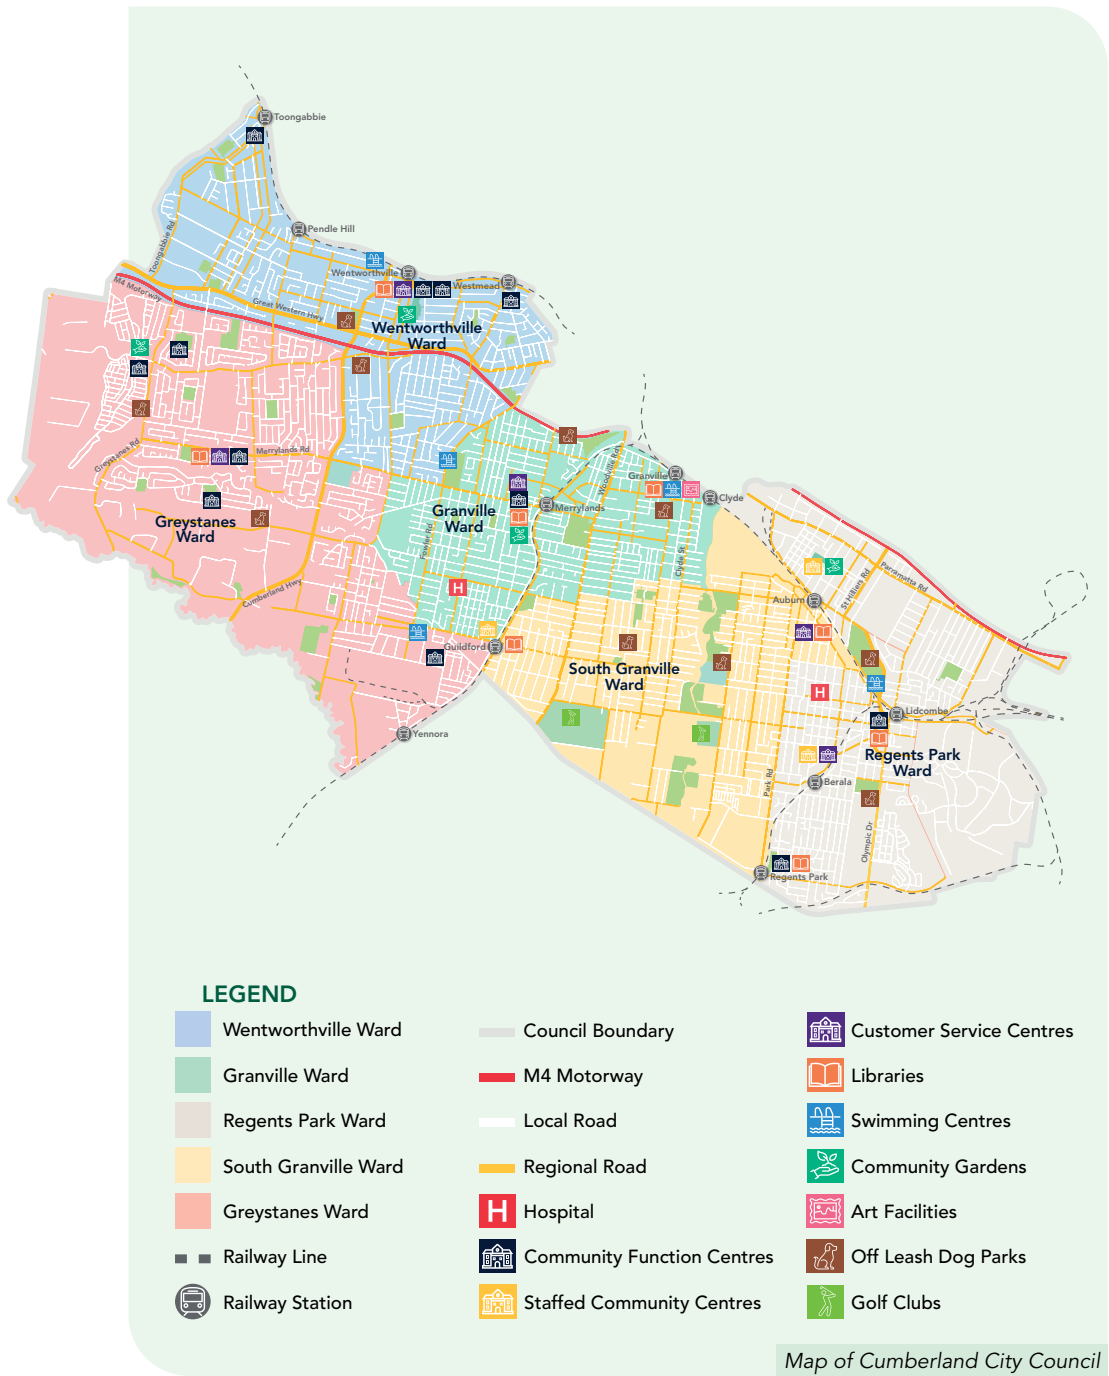 Toongabbie
Pendle Hill
Toongabbie Rd
Wentworthville
Westmead
M4 Motorway
Great Western Hwy
Wentworthville
Ward
Greystanes Rd
Merrylands Rd
Woodville Rd
Granville
Clyde
Merrylands
Granville
Ward
Greystanes
Ward
Fowler Rd
Clyde St
Parramatta Rd
St Hilliers Rd
Cumberland Hwy
Auburn
Guildford
South Granville
Ward
Lidcombe
Yennora
Regents Park
Ward
Park Rd
Berala
Olympic Dr
Regents Park
LEGEND
Wentworthville Ward
Granville Ward
Regents Park Ward
South Granville Ward
Greystanes Ward
Railway Line
Railway Station
Council Boundary
M4 Motorway
Local Road
Regional Road
H Hospital
Community Function Centres
Staffed Community Centres
Customer Service Centres
Libraries
Swimming Centres
Community Gardens
Art Facilities
Off Leash Dog Parks
Golf Clubs
Map of Cumberland City Council